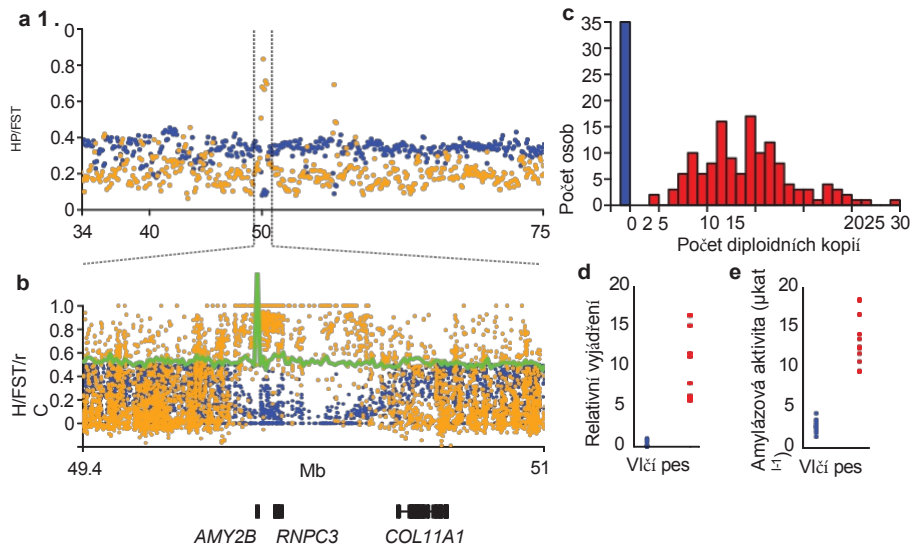 a 1 .
1.0
0.8
0.6
0.4
0.2
0
HP/FST
34 40 50 75
b
1.0
0.8
0.6
0.4
0.2
0
H/FST/r
C
49.4 Mb 51
AMY2B RNPC3 COL11A1
c
35
30
25
20
15
10
5
0
Počet osob
0 2 5 10 15 2025 30
Počet diploidních kopií
d
20
15
10
5
0
Relativní vyjádření
Vlčí pes
e
20
15
10
5
0
Amylázová aktivita (µkat
l-1)
Vlčí pes